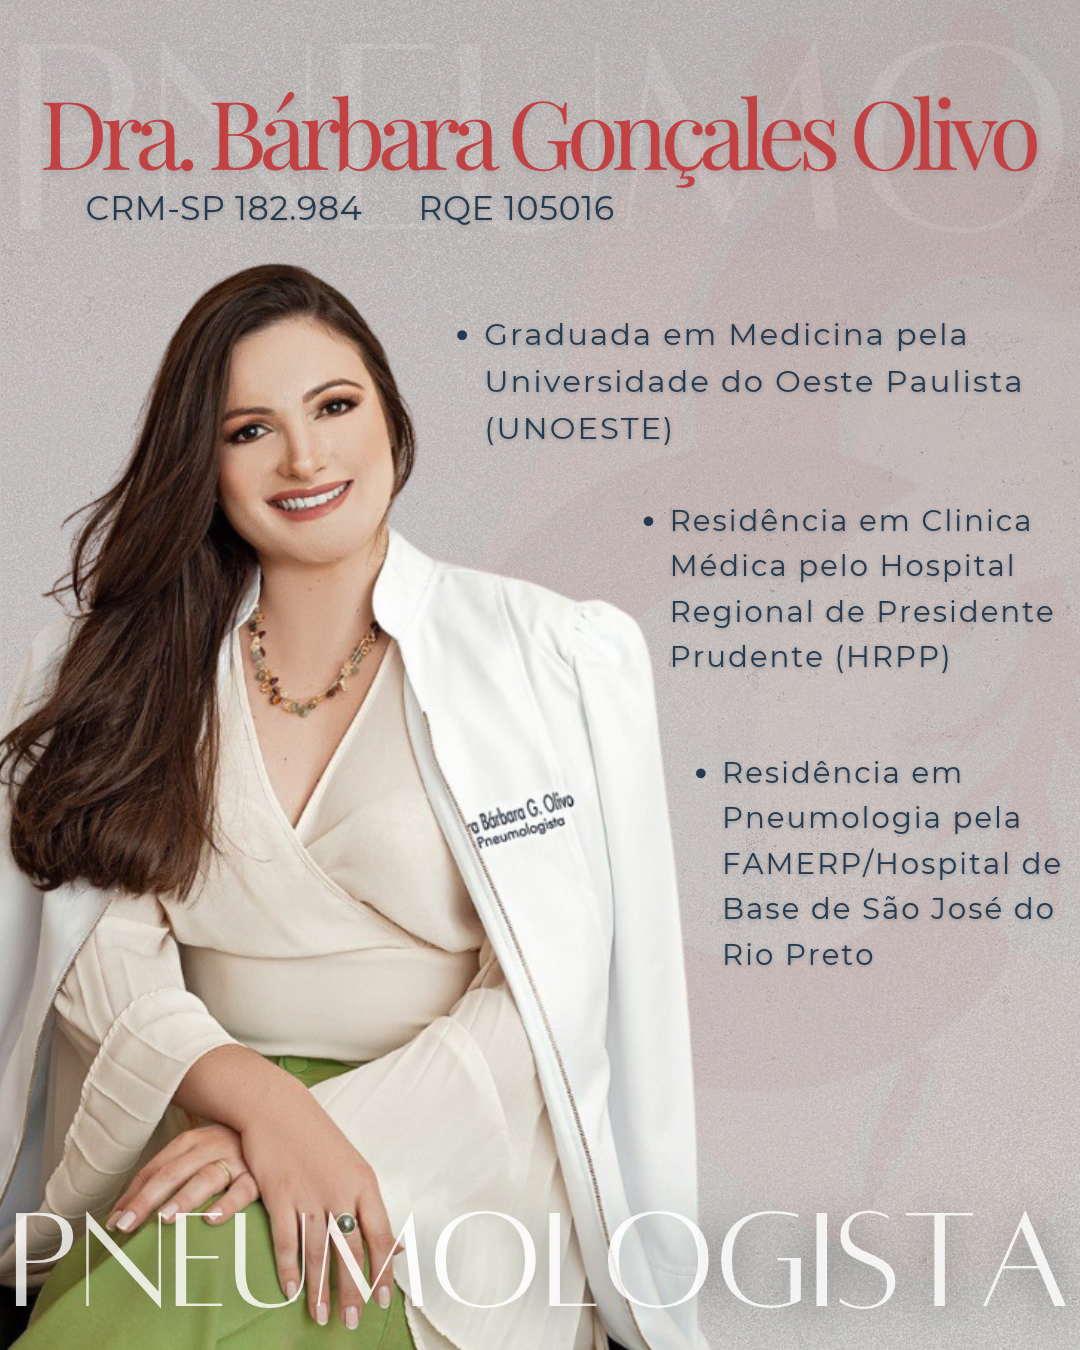 PNEUMO
Dra. Bárbara Gonçales Olivo
CRM-SP 182.984 RQE 105016
• Graduada em Medicina pela
Universidade do Oeste Paulista
(UNOESTE)
• Residência em Clinica
Médica pelo Hospital
Regional de Presidente
Prudente (HRPP)
• Residência em
Pneumologia pela
FAMERP/Hospital de
Base de São José do
Rio Preto
ra Bárbara G. Olivo
Pneumologista
PNEUMOLOGISTA